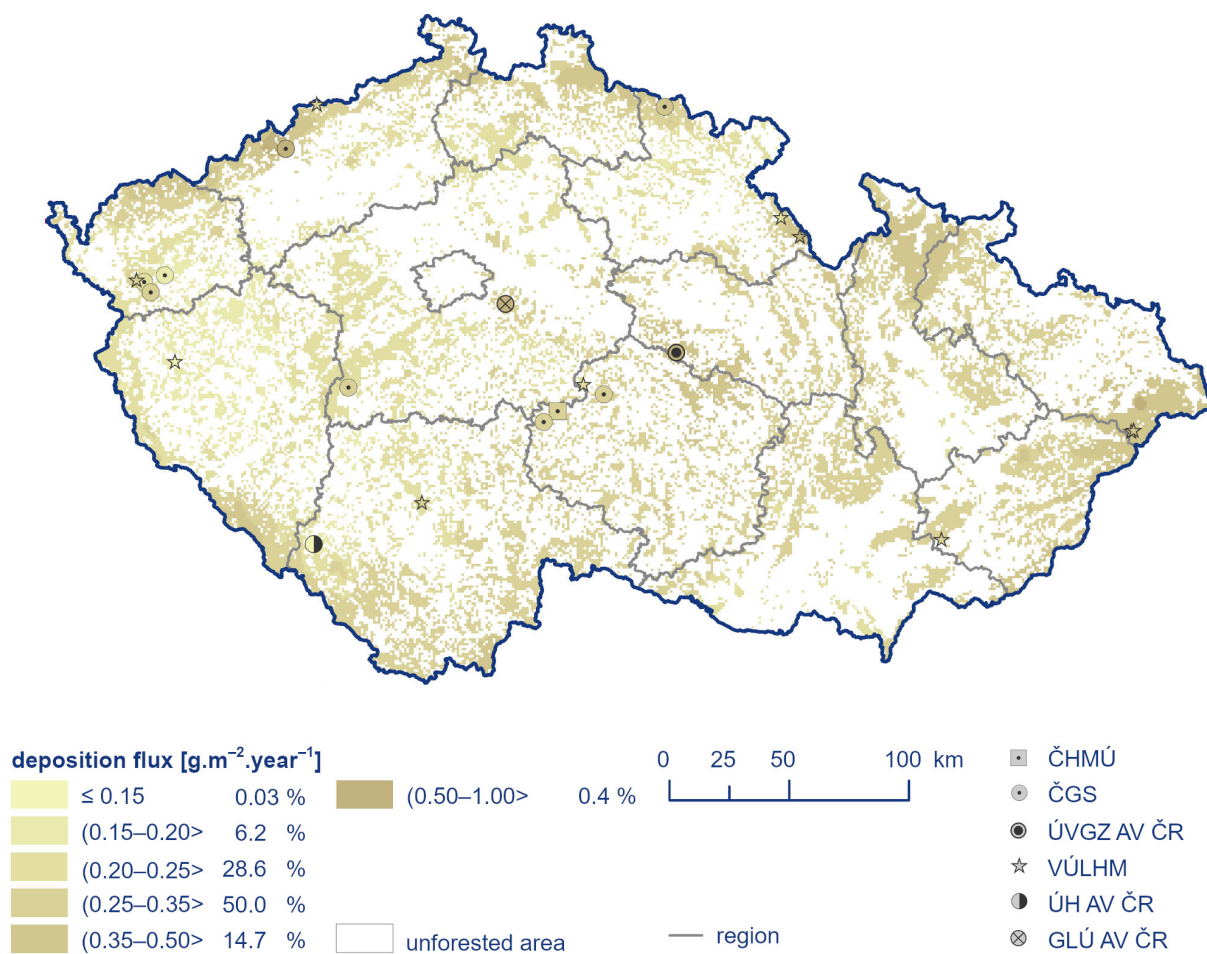 deposition flux [g.m⁻².year⁻¹]
≤ 0.15 0.03 %
(0.15–0.20> 6.2 %
(0.20–0.25> 28.6 %
(0.25–0.35> 50.0 %
(0.35–0.50> 14.7 %
(0.50–1.00> 0.4 %
unforested area
0 25 50 100 km
region
ČHMÚ
ČGS
ÚVGZ AV ČR
VÚLHM
ÚH AV ČR
GLÚ AV ČR